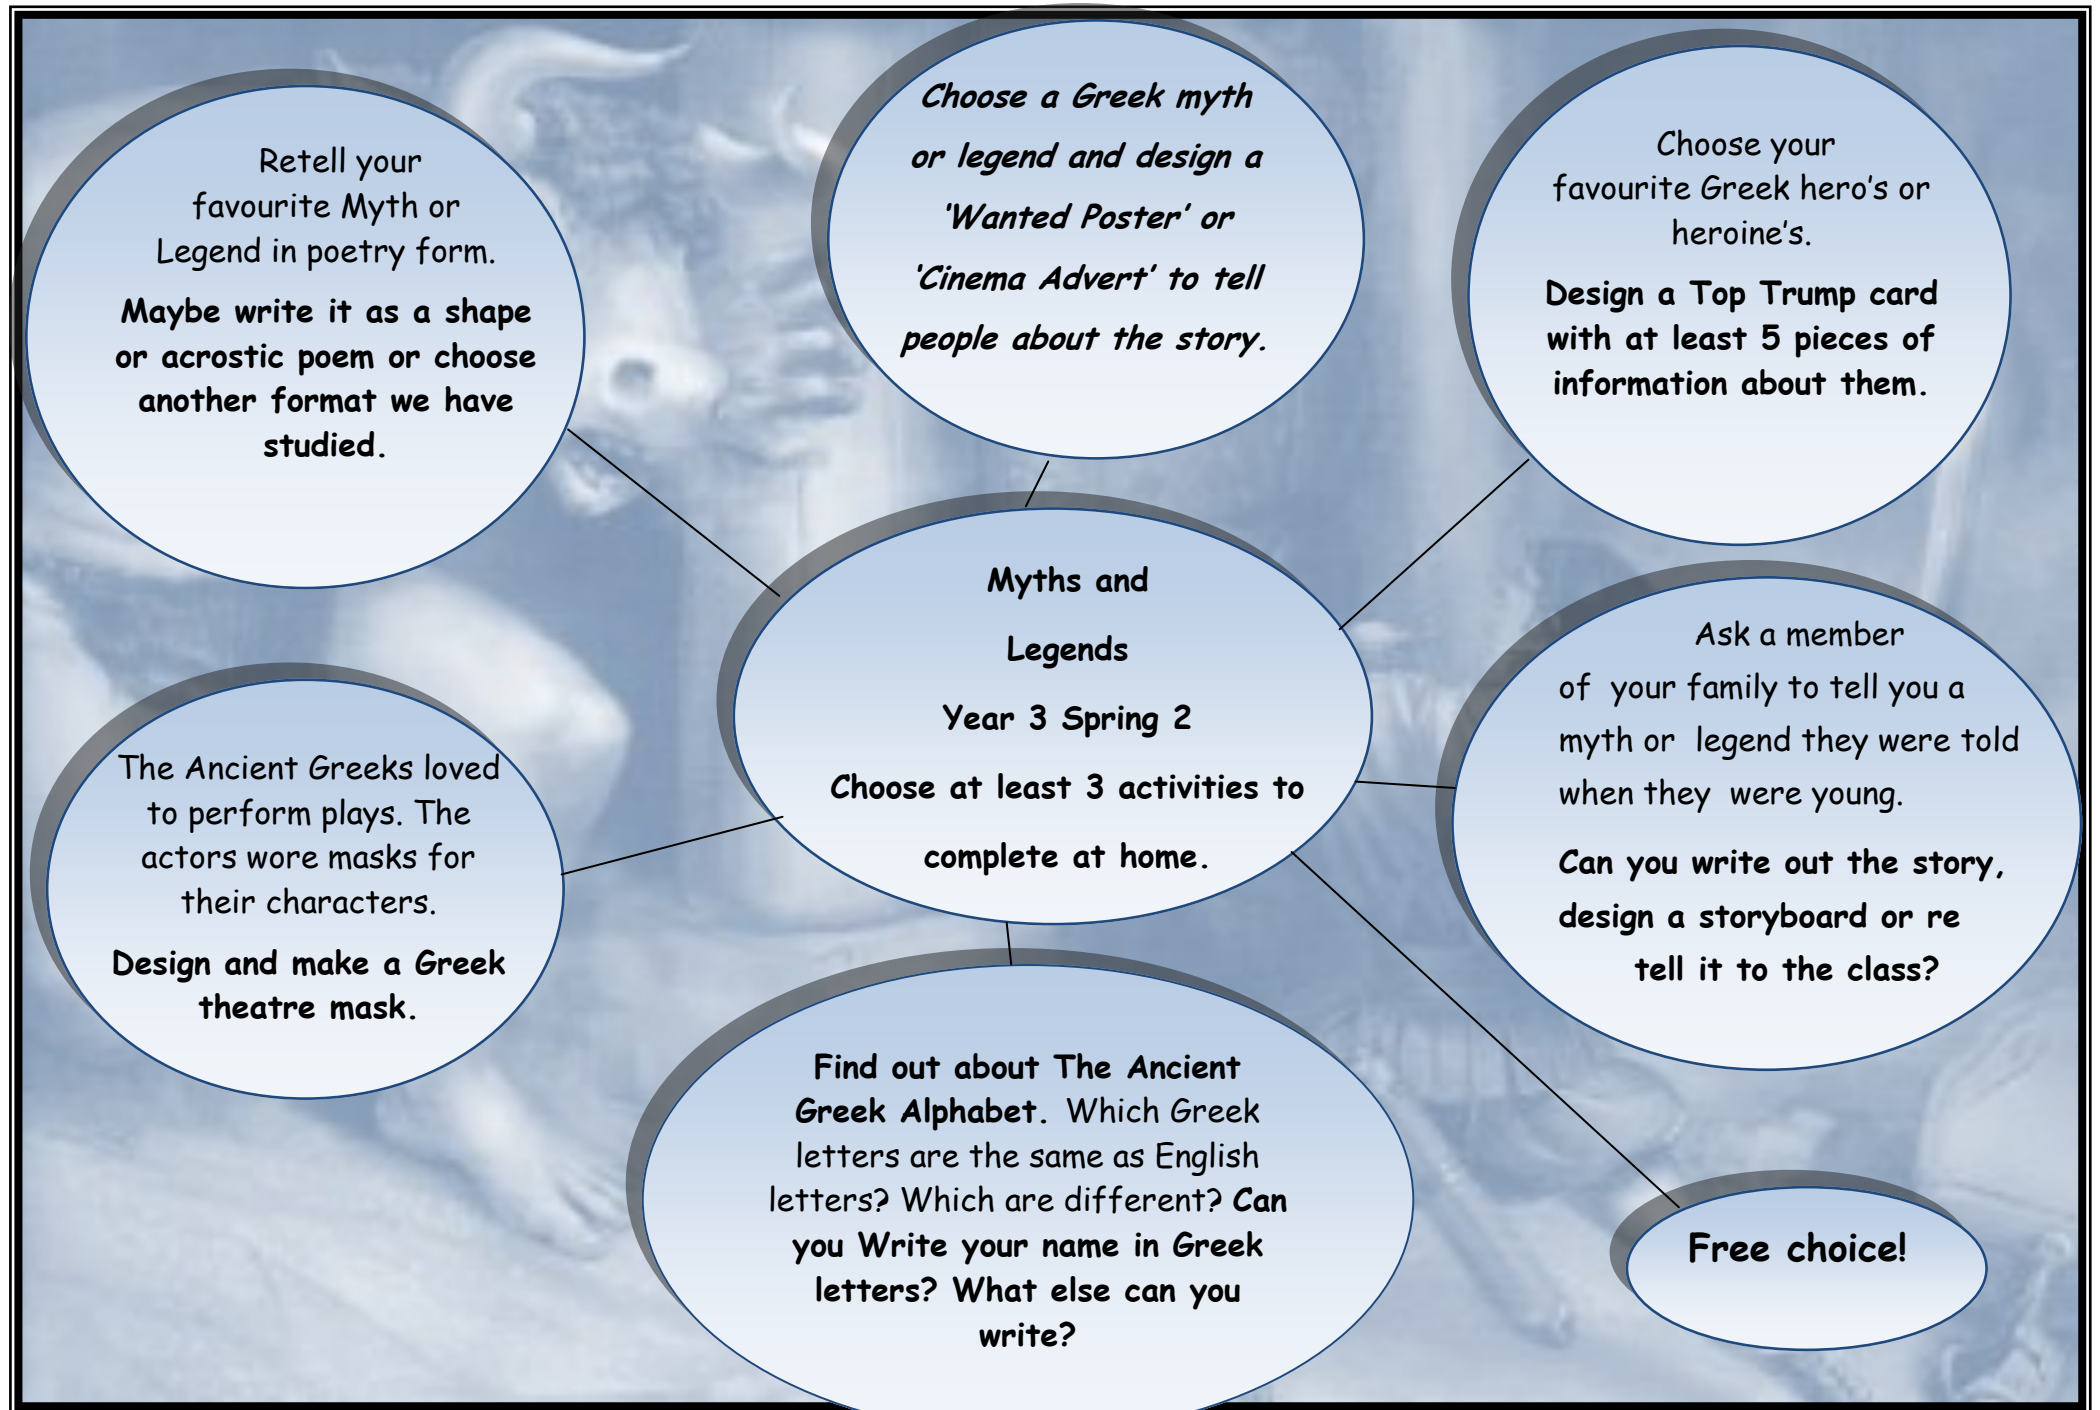 Retell your
favourite Myth or
Legend in poetry form.
Maybe write it as a shape
or acrostic poem or choose
another format we have
studied.
Choose a Greek myth
or legend and design a
‘Wanted Poster’ or
‘Cinema Advert’ to tell
people about the story.
Choose your
favourite Greek hero’s or
heroine’s.
Design a Top Trump card
with at least 5 pieces of
information about them.
Myths and
Legends
Year 3 Spring 2
Choose at least 3 activities to
complete at home.
Ask a member
of your family to tell you a
myth or legend they were told
when they were young.
Can you write out the story,
design a storyboard or re
tell it to the class?
The Ancient Greeks loved
to perform plays. The
actors wore masks for
their characters.
Design and make a Greek
theatre mask.
Find out about The Ancient
Greek Alphabet. Which Greek
letters are the same as English
letters? Which are different? Can
you Write your name in Greek
letters? What else can you
write?
Free choice!